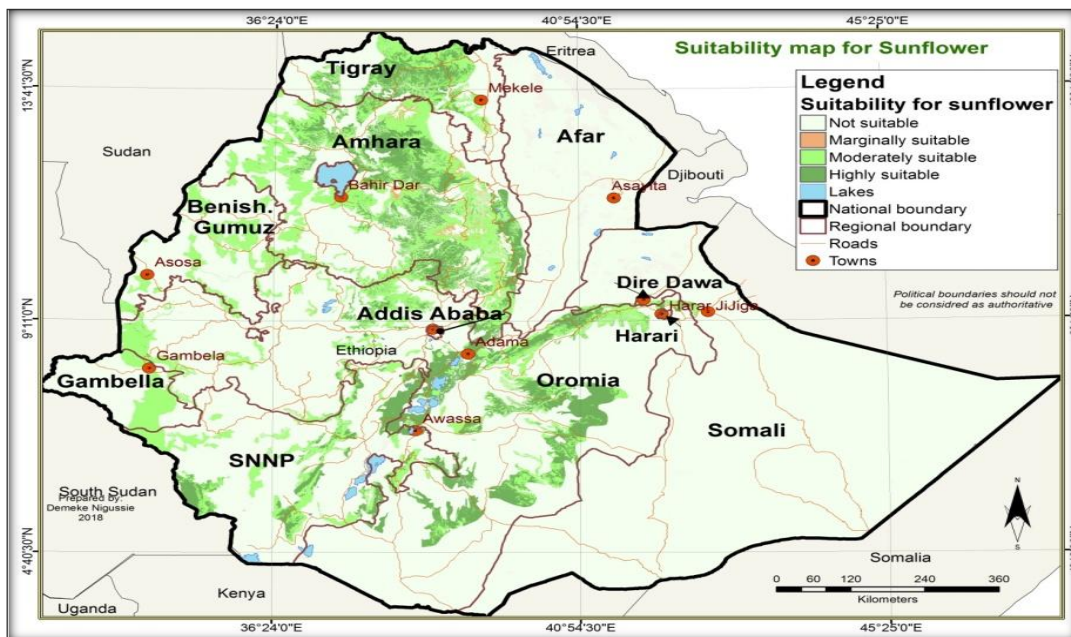 36°24'0"E
40°54'30"E
45°25'0"E
Suitability map for Sunflower
Legend
Suitability for sunflower
Not suitable
Marginally suitable
Moderately suitable
Highly suitable
Lakes
National boundary
Regional boundary
Roads
Towns
Political boundaries should not
be considred as authoritative
13°41'30"N
9°11'0"N
4°40'30"N
Eritrea
Tigray
Mekele
Sudan
Amhara
Afar
Djibouti
Bahir Dar
Asayita
Benish.
Gumuz
Asosa
Dire Dawa
Addis Ababa
Harar
JiJiga
Ethiopia
Adama
Harari
Gambela
Gambella
Oromia
Awassa
Somali
SNNP
South Sudan
Prepared by:
Demeke Nigussie
2018
N
S
Somalia
Kenya
Uganda
0 60 120 240 360
Kilometers
36°24'0"E
40°54'30"E
45°25'0"E